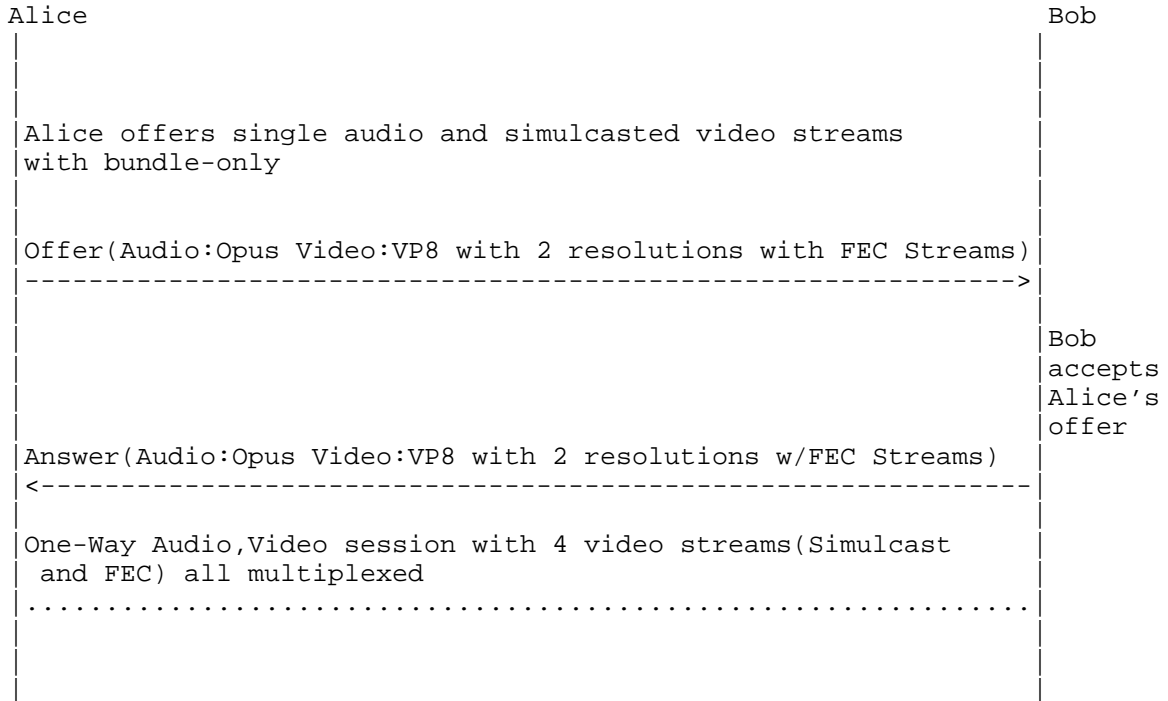 Alice Bob
Alice offers single audio and simulcasted video streams
with bundle-only
Offer(Audio:Opus Video:VP8 with 2 resolutions with FEC Streams)
Bob
accepts
Alice's
offer
Answer(Audio:Opus Video:VP8 with 2 resolutions w/FEC Streams)
One-Way Audio,Video session with 4 video streams(Simulcast
and FEC) all multiplexed